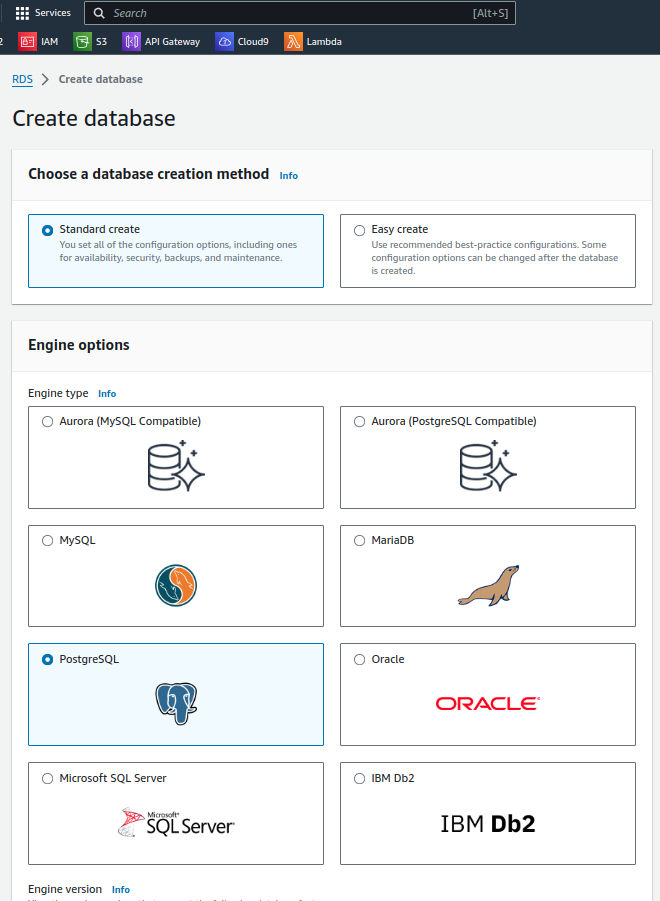 Services
Search
[Alt+S]
2
IAM
S3
API Gateway
Cloud9
Lambda
RDS
Create database
Create database
Choose a database creation method Info
Standard create
You set all of the configuration options, including ones
for availability, security, backups, and maintenance.
Easy create
Use recommended best-practice configurations. Some
configuration options can be changed after the database
is created.
Engine options
Engine type Info
Aurora (MySQL Compatible)
Aurora (PostgreSQL Compatible)
MySQL
MariaDB
PostgreSQL
Oracle
ORACLE
Microsoft SQL Server
Microsoft
SQL Server
IBM Db2
IBM Db2
Engine version Info